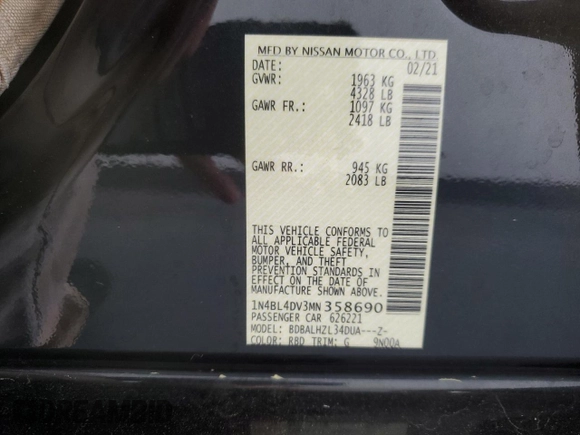 MFD BY NISSAN MOTOR CO., LTD.
DATE: 02/21
GVWR: 1963 KG
4328 LB
GAWR FR.: 1097 KG
2418 LB
GAWR RR.: 945 KG
2083 LB
THIS VEHICLE CONFORMS TO
ALL APPLICABLE FEDERAL
MOTOR VEHICLE SAFETY,
BUMPER, AND THEFT
PREVENTION STANDARDS
IN EFFECT ON THE DATE OF
MANUFACTURE SHOWN ABOVE.
1N4BL4DV3MN358690
PASSENGER CAR 626221
MODEL: BDBALHZL34DUA---2-
COLOR: RBD TRIM: G 9N00A